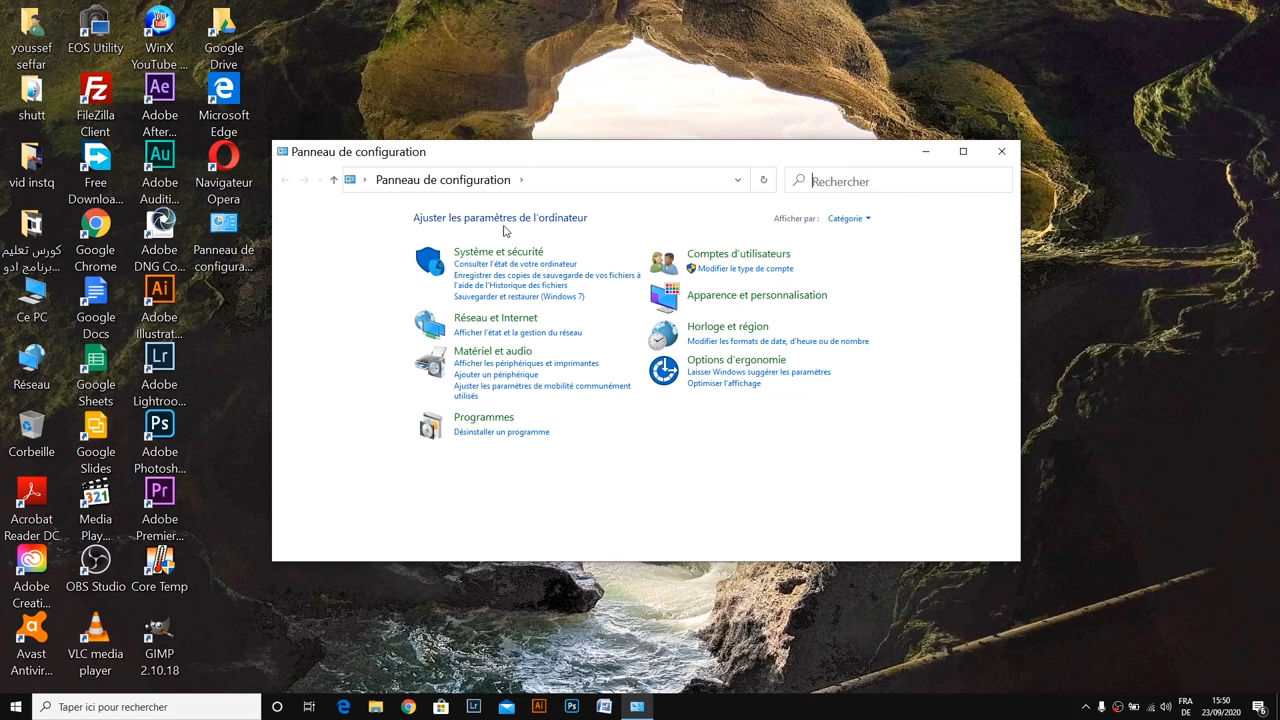 youssef
seffar
EOS Utility
WinX
Google
Drive
shutt
FileZilla
Client
Adobe
After...
Microsoft
Edge
vid instq
Free
Downloa...
Adobe
Audition
Navigateur
Opera
برنامج الو
تعليم
Google
Chrome
DNG Co...
Panneau de
configura...
Ce PC
Google
Docs
Adobe
Illustrat...
Réseau
Google
Sheets
Adobe
Lightroo...
Corbeille
Google
Slides
Adobe
Photosh...
Acrobat
Reader DC
Media
Play...
Adobe
Premier...
Adobe
Creati...
OBS Studio
Core Temp
Avast
Antivir...
VLC media
player
GIMP
2.10.18
Panneau de configuration
Panneau de configuration
Rechercher
Ajuster les paramètres de l'ordinateur
Afficher par : Catégorie
Système et sécurité
Consulter l'état de votre ordinateur
Enregistrer des copies de sauvegarde de vos fichiers à
l'aide de l'Historique des fichiers
Sauvegarder et restaurer (Windows 7)
Réseau et Internet
Afficher l'état et la gestion du réseau
Matériel et audio
Afficher les périphériques et imprimantes
Ajouter un périphérique
Ajuster les paramètres de mobilité communément
utilisés
Programmes
Désinstaller un programme
Comptes d'utilisateurs
Modifier le type de compte
Apparence et personnalisation
Horloge et région
Modifier les formats de date, d'heure ou de nombre
Options d'ergonomie
Laisser Windows suggérer les paramètres
Optimiser l'affichage
Taper ici pour rechercher
FRA
DE
15:50
23/09/2020